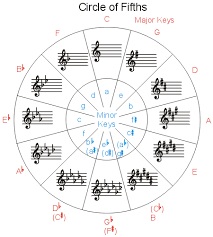 Circle of Fifths
C
Major Keys
F
G
B♭
D
d
a
e
g
b
E♭
c
Minor
Keys
f♯
A
f
A♭
E
D♭
(C♯)
B
G♭
(F♯)